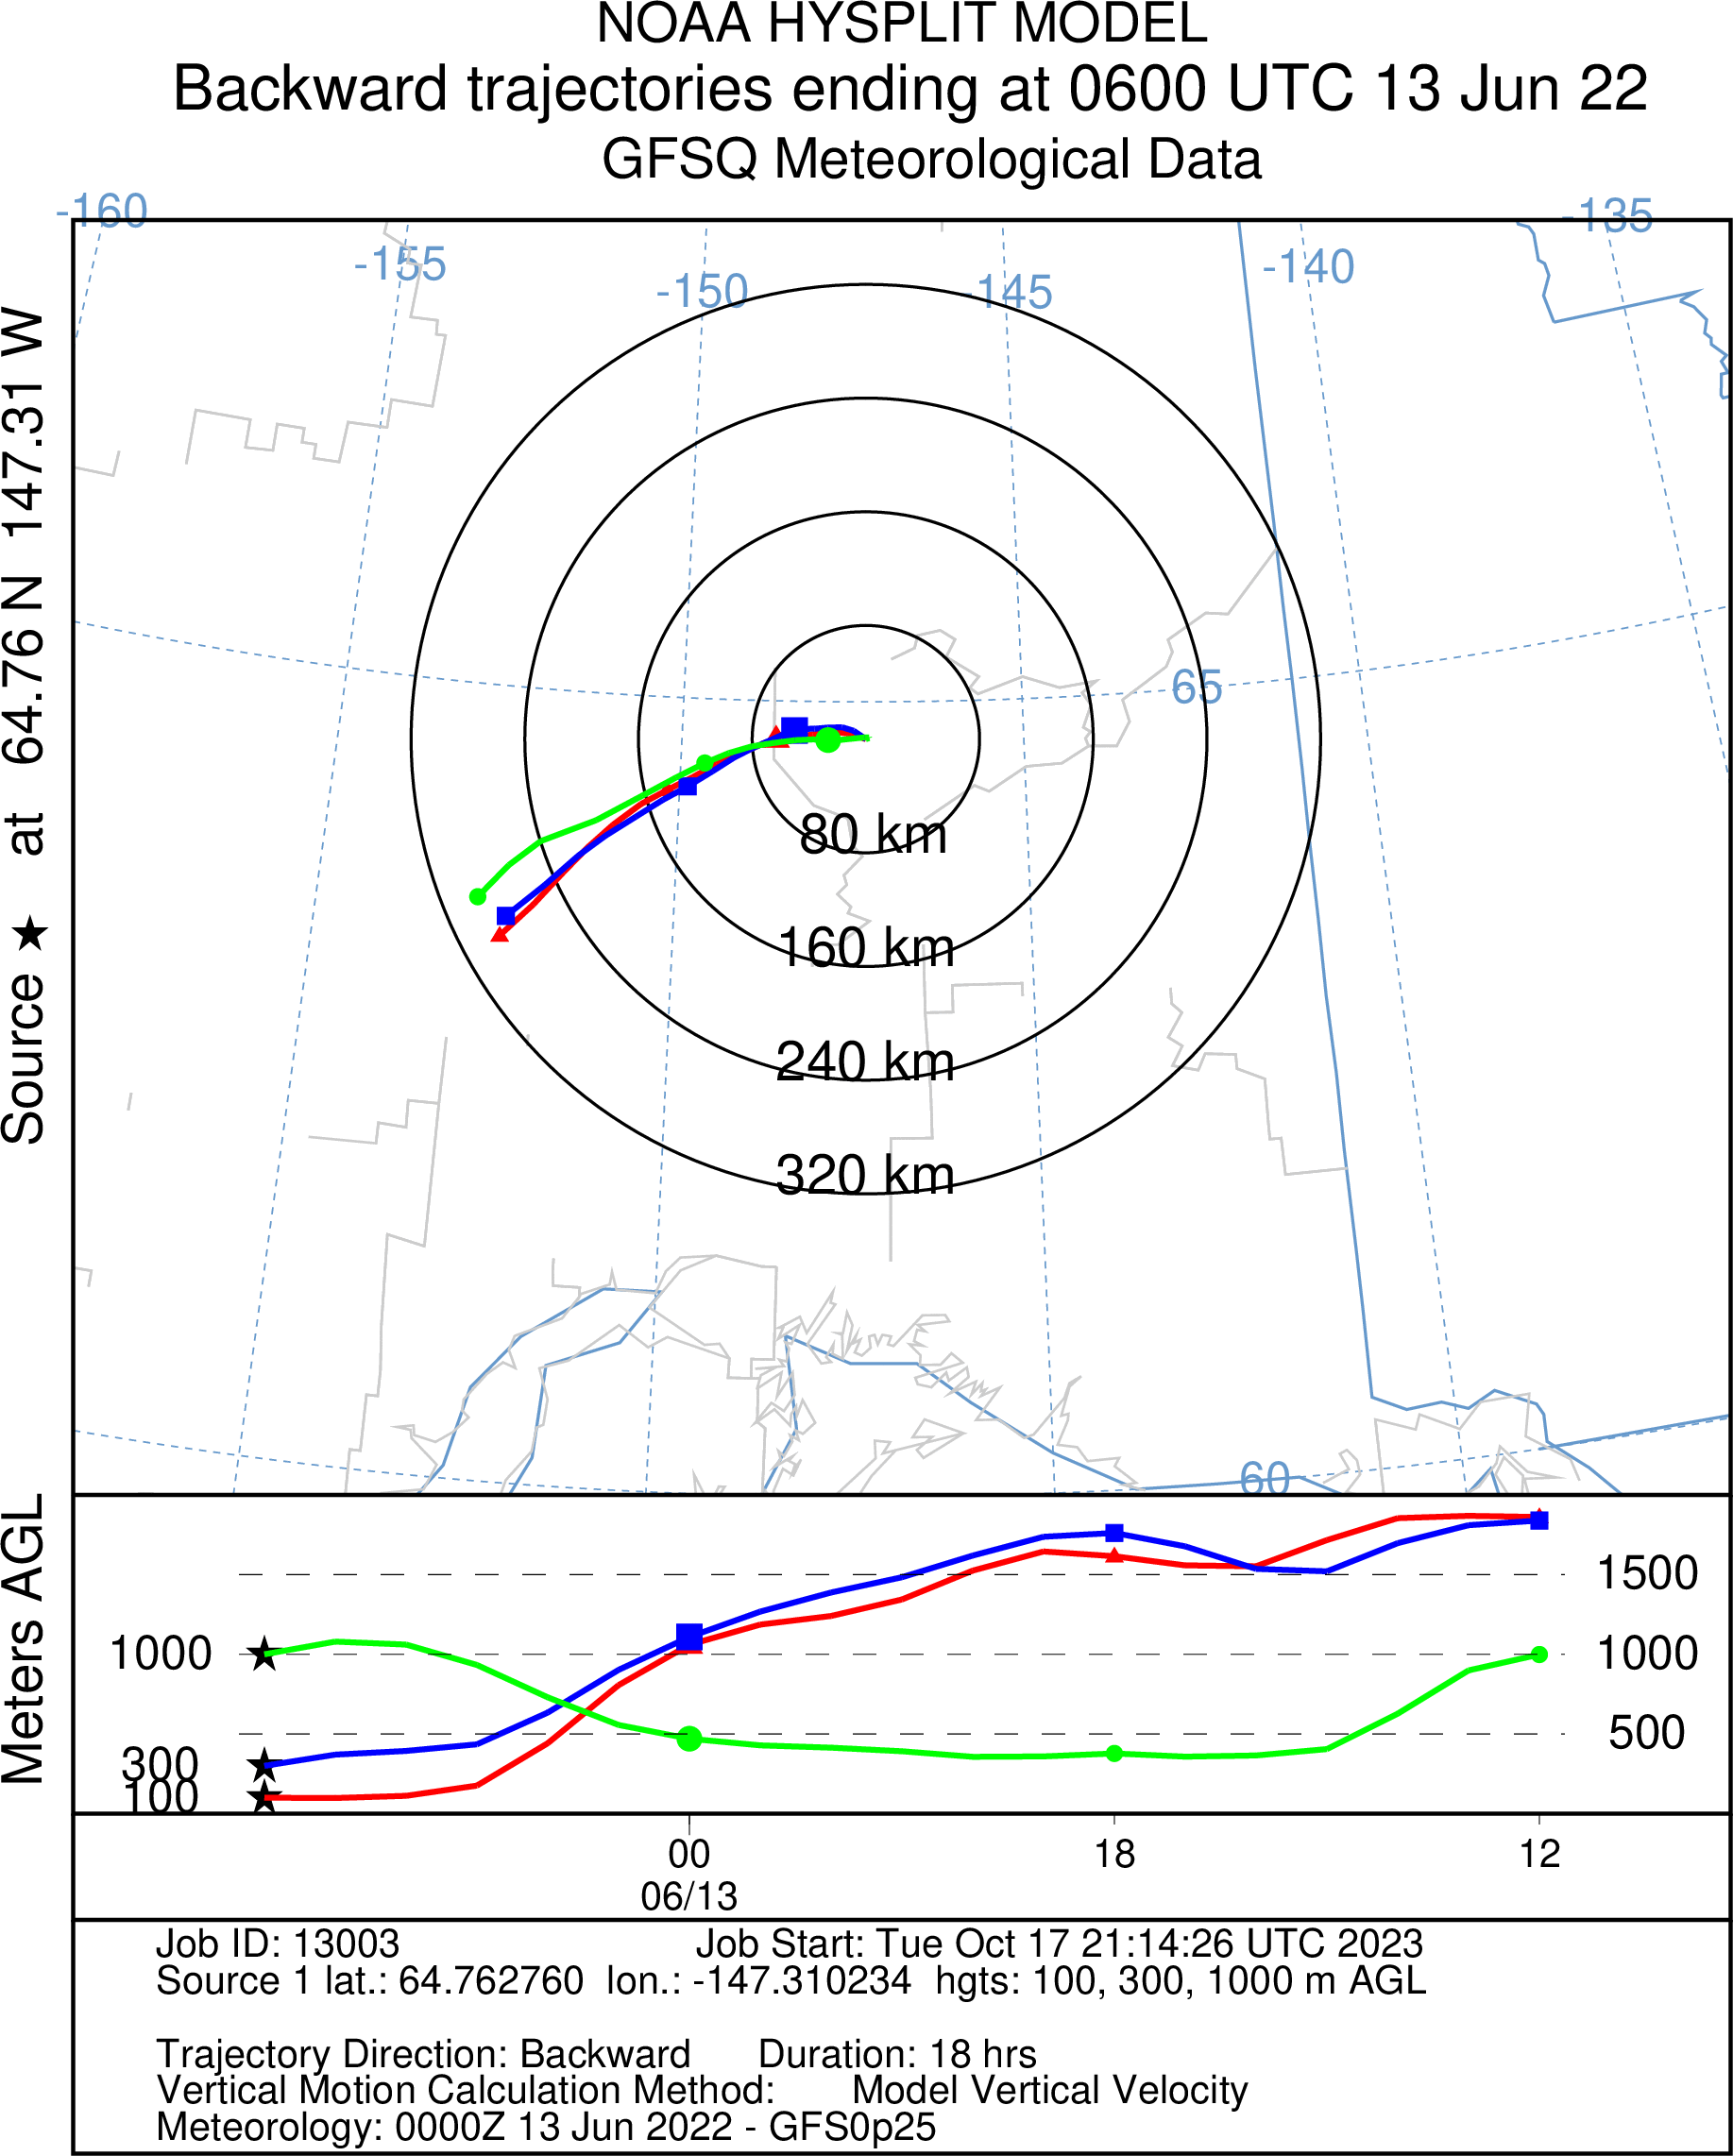 NOAA HYSPLIT MODEL
Backward trajectories ending at 0600 UTC 13 Jun 22
GFSQ Meteorological Data
-160
-155
-150
-145
-140
-135
65
60
80 km
160 km
240 km
320 km
Source ★ at 64.76 N 147.31 W
Meters AGL
1500
1000
1000
500
300
100
00
18
12
06/13
Job ID: 13003 Job Start: Tue Oct 17 21:14:26 UTC 2023
Source 1 lat.: 64.762760 lon.: -147.310234 hgts: 100, 300, 1000 m AGL
Trajectory Direction: Backward Duration: 18 hrs
Vertical Motion Calculation Method: Model Vertical Velocity
Meteorology: 0000Z 13 Jun 2022 - GFS0p25